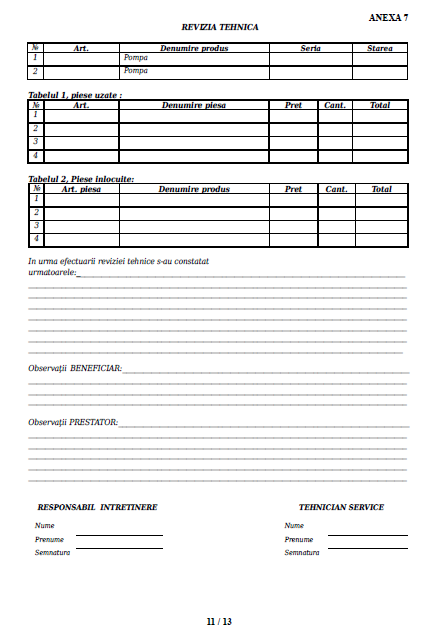 ANEXA 7
REVIZIA TEHNICA
№ Art. Denumire produs Seria Starea
1 Pompa
2 Pompa
Tabelul 1, piese uzate :
№ Art. Denumire piesa Pret Cant. Total
1
2
3
4
Tabelul 2, Piese inlocuite:
№ Art. piesa Denumire produs Pret Cant. Total
1
2
3
4
In urma efectuarii reviziei tehnice s-au constatat
urmatoarele:
Observații BENEFICIAR:
Observații PRESTATOR:
RESPONSABIL INTRETINERE TEHNICIAN SERVICE
Nume Nume
Prenume Prenume
Semnatura Semnatura
11 / 13